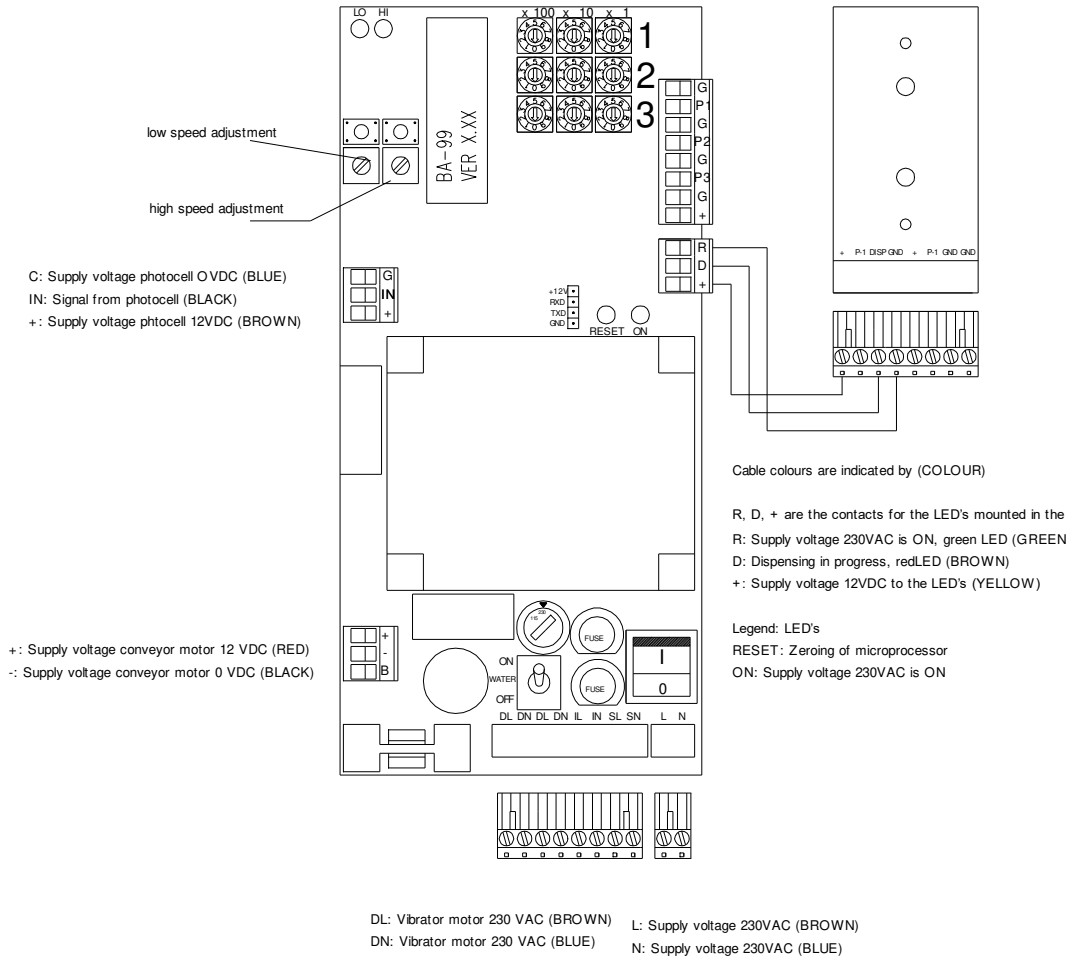 LO HI
x 100 x 10 x 1
1
2
3
low speed adjustment
high speed adjustment
BA-99
VER X.XX
G
P1
G
P2
G
P3
G
+
R
D
+
+ P-1 DISP GND + P-1 GND GND
C: Supply voltage photocell 0VDC (BLUE)
IN: Signal from photocell (BLACK)
+: Supply voltage phtocell 12VDC (BROWN)
G
IN
+
+12V
RXD
TXD
GND
RESET ON
Cable colours are indicated by (COLOUR)
R, D, + are the contacts for the LED's mounted in the
R: Supply voltage 230VAC is ON, green LED (GREEN
D: Dispensing in progress, redLED (BROWN)
+: Supply voltage 12VDC to the LED's (YELLOW)
Legend: LED's
RESET: Zeroing of microprocessor
ON: Supply voltage 230VAC is ON
+: Supply voltage conveyor motor 12 VDC (RED)
-: Supply voltage conveyor motor 0 VDC (BLACK)
+
-
B
230
115
FUSE
FUSE
ON
WATER
OFF
I
0
DL DN DL DN IL IN SL SN L N
DL: Vibrator motor 230 VAC (BROWN)
DN: Vibrator motor 230 VAC (BLUE)
L: Supply voltage 230VAC (BROWN)
N: Supply voltage 230VAC (BLUE)